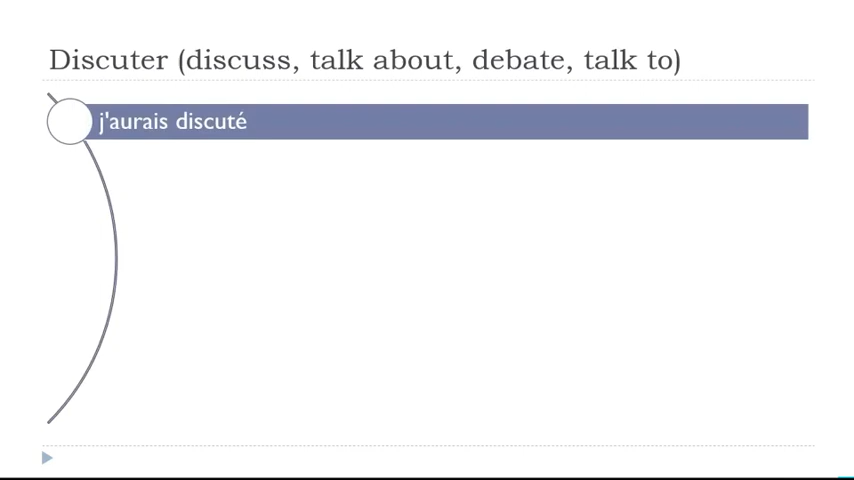 Discuter (discuss, talk about, debate, talk to)
j'aurais discuté